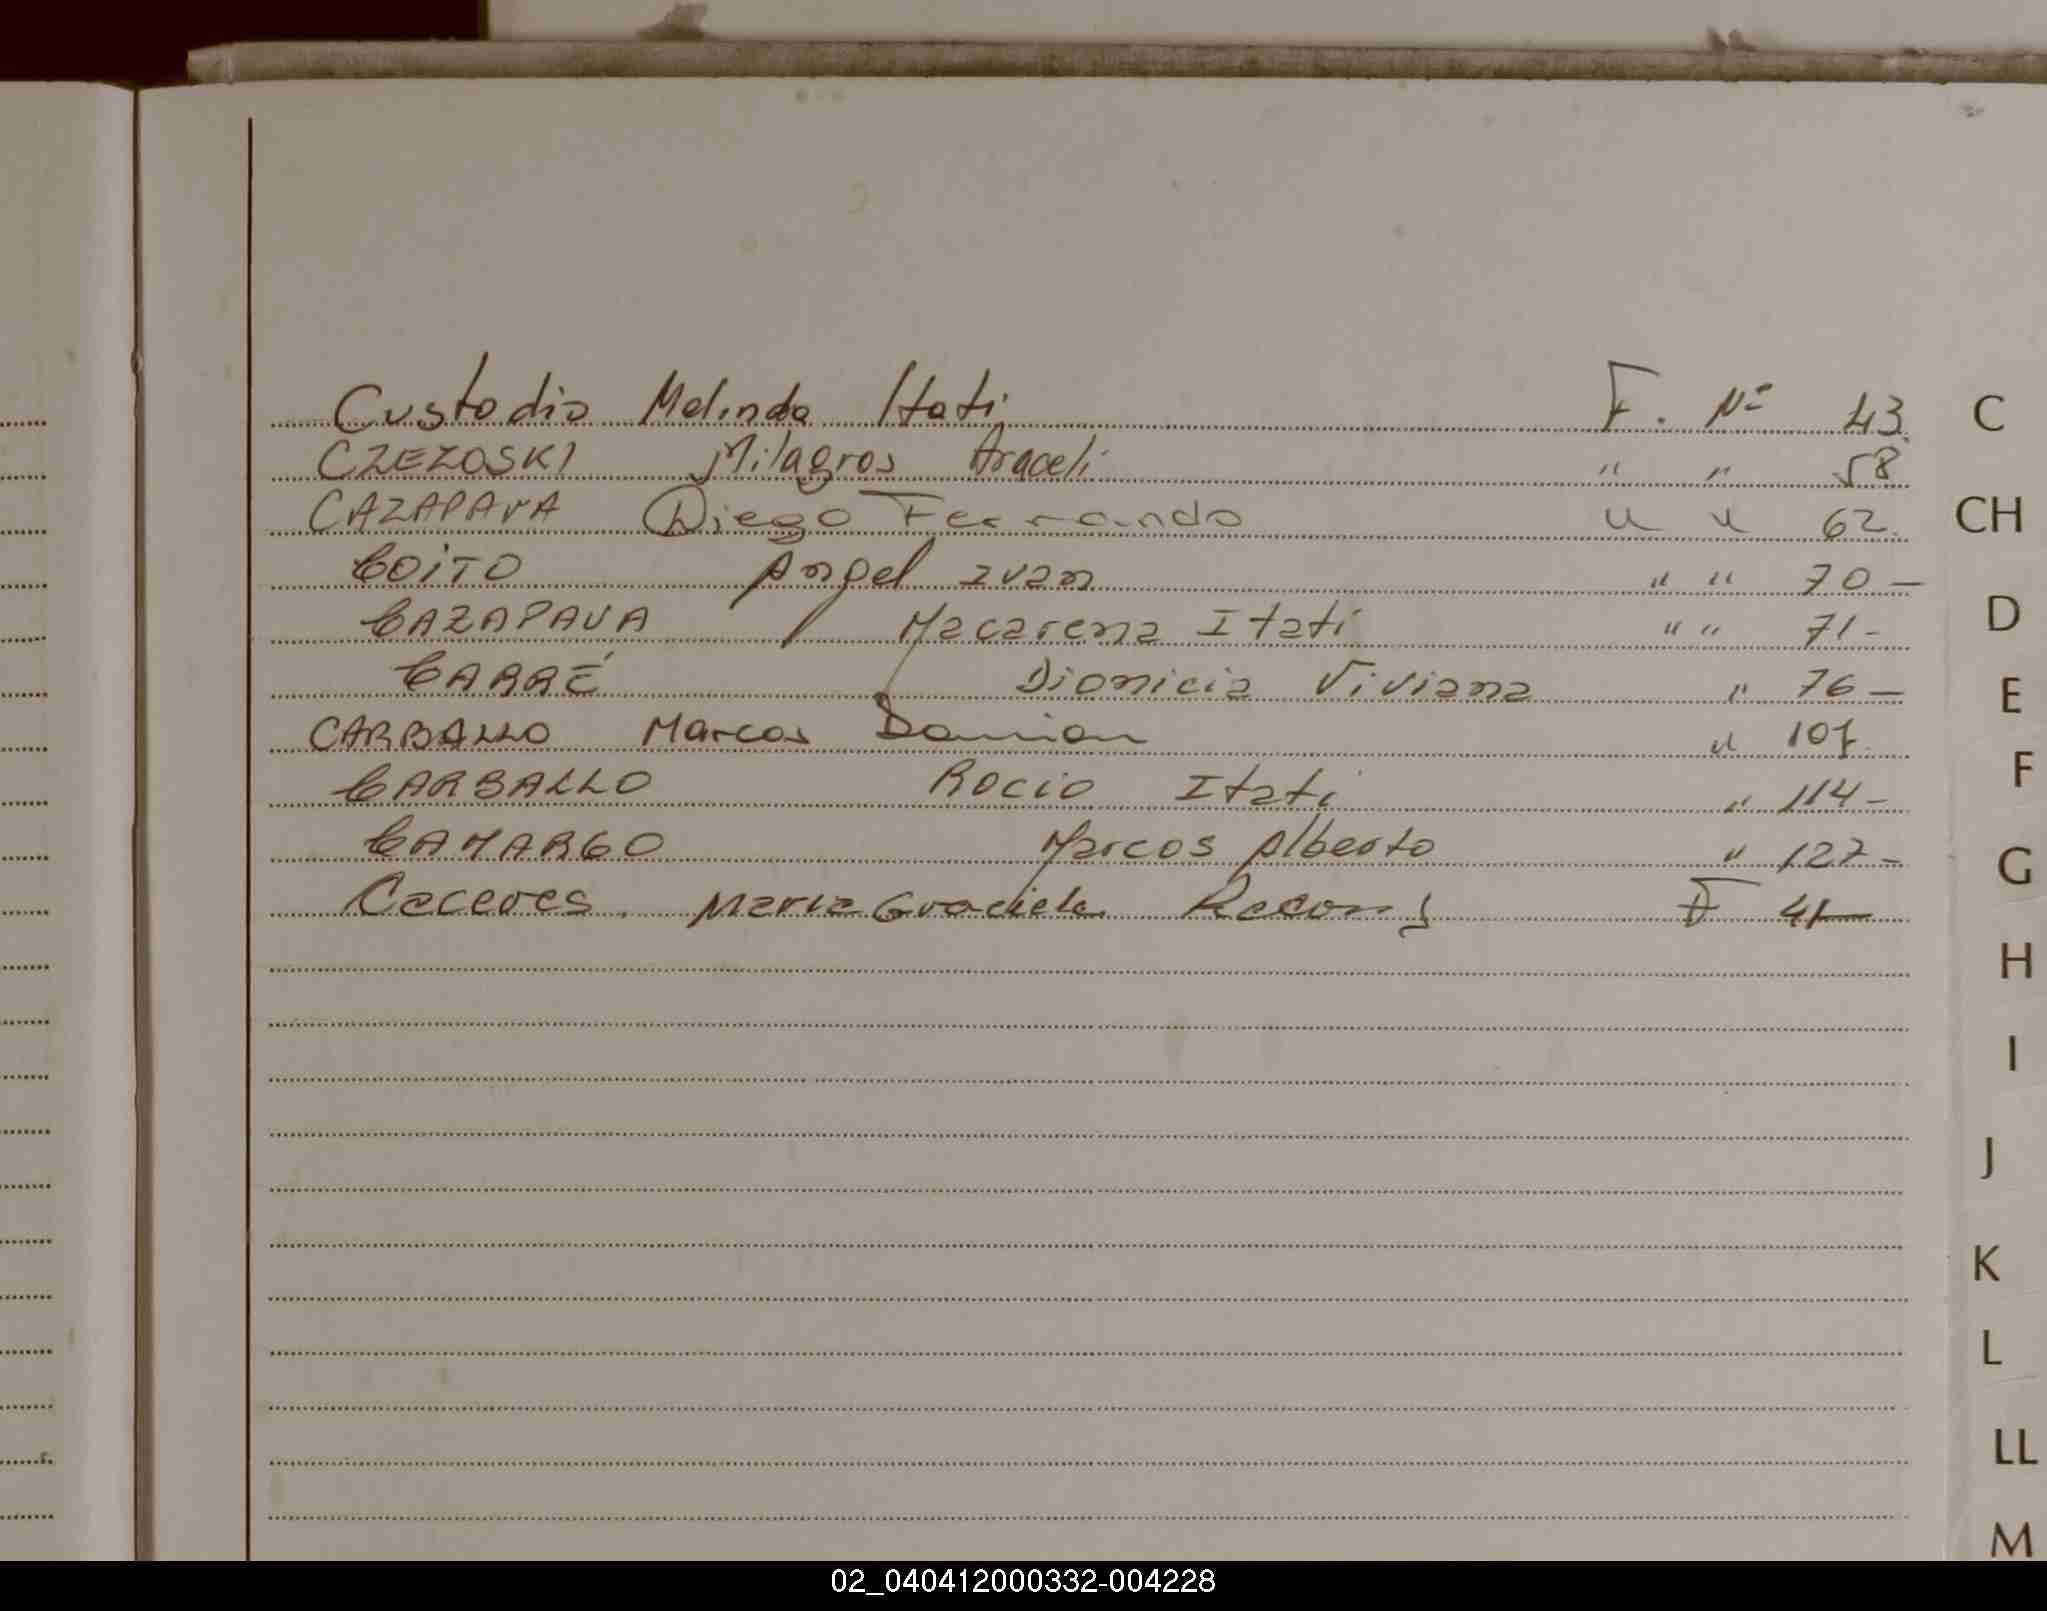 Custodio Melinda Itati F. Nº 43 C
CZEZOSKI Milagros Araceli " " 58
CAZAPAVA Diego Fernando " " 62 CH
COITO Angel Ivan " " 70 -
CAZAPAVA Macarena Itati " " 71 - D
CARRÉ Dionicia Viviana " 76 - E
CARBALLO Marcos Damian " 107
F
CARBALLO Rocio Itati " 114 -
CAMARGO Marcos Alberto " 127 - G
Caceres Maria Graciela F 41 -
H
I
J
K
L
LL
M
02_040412000332-004228